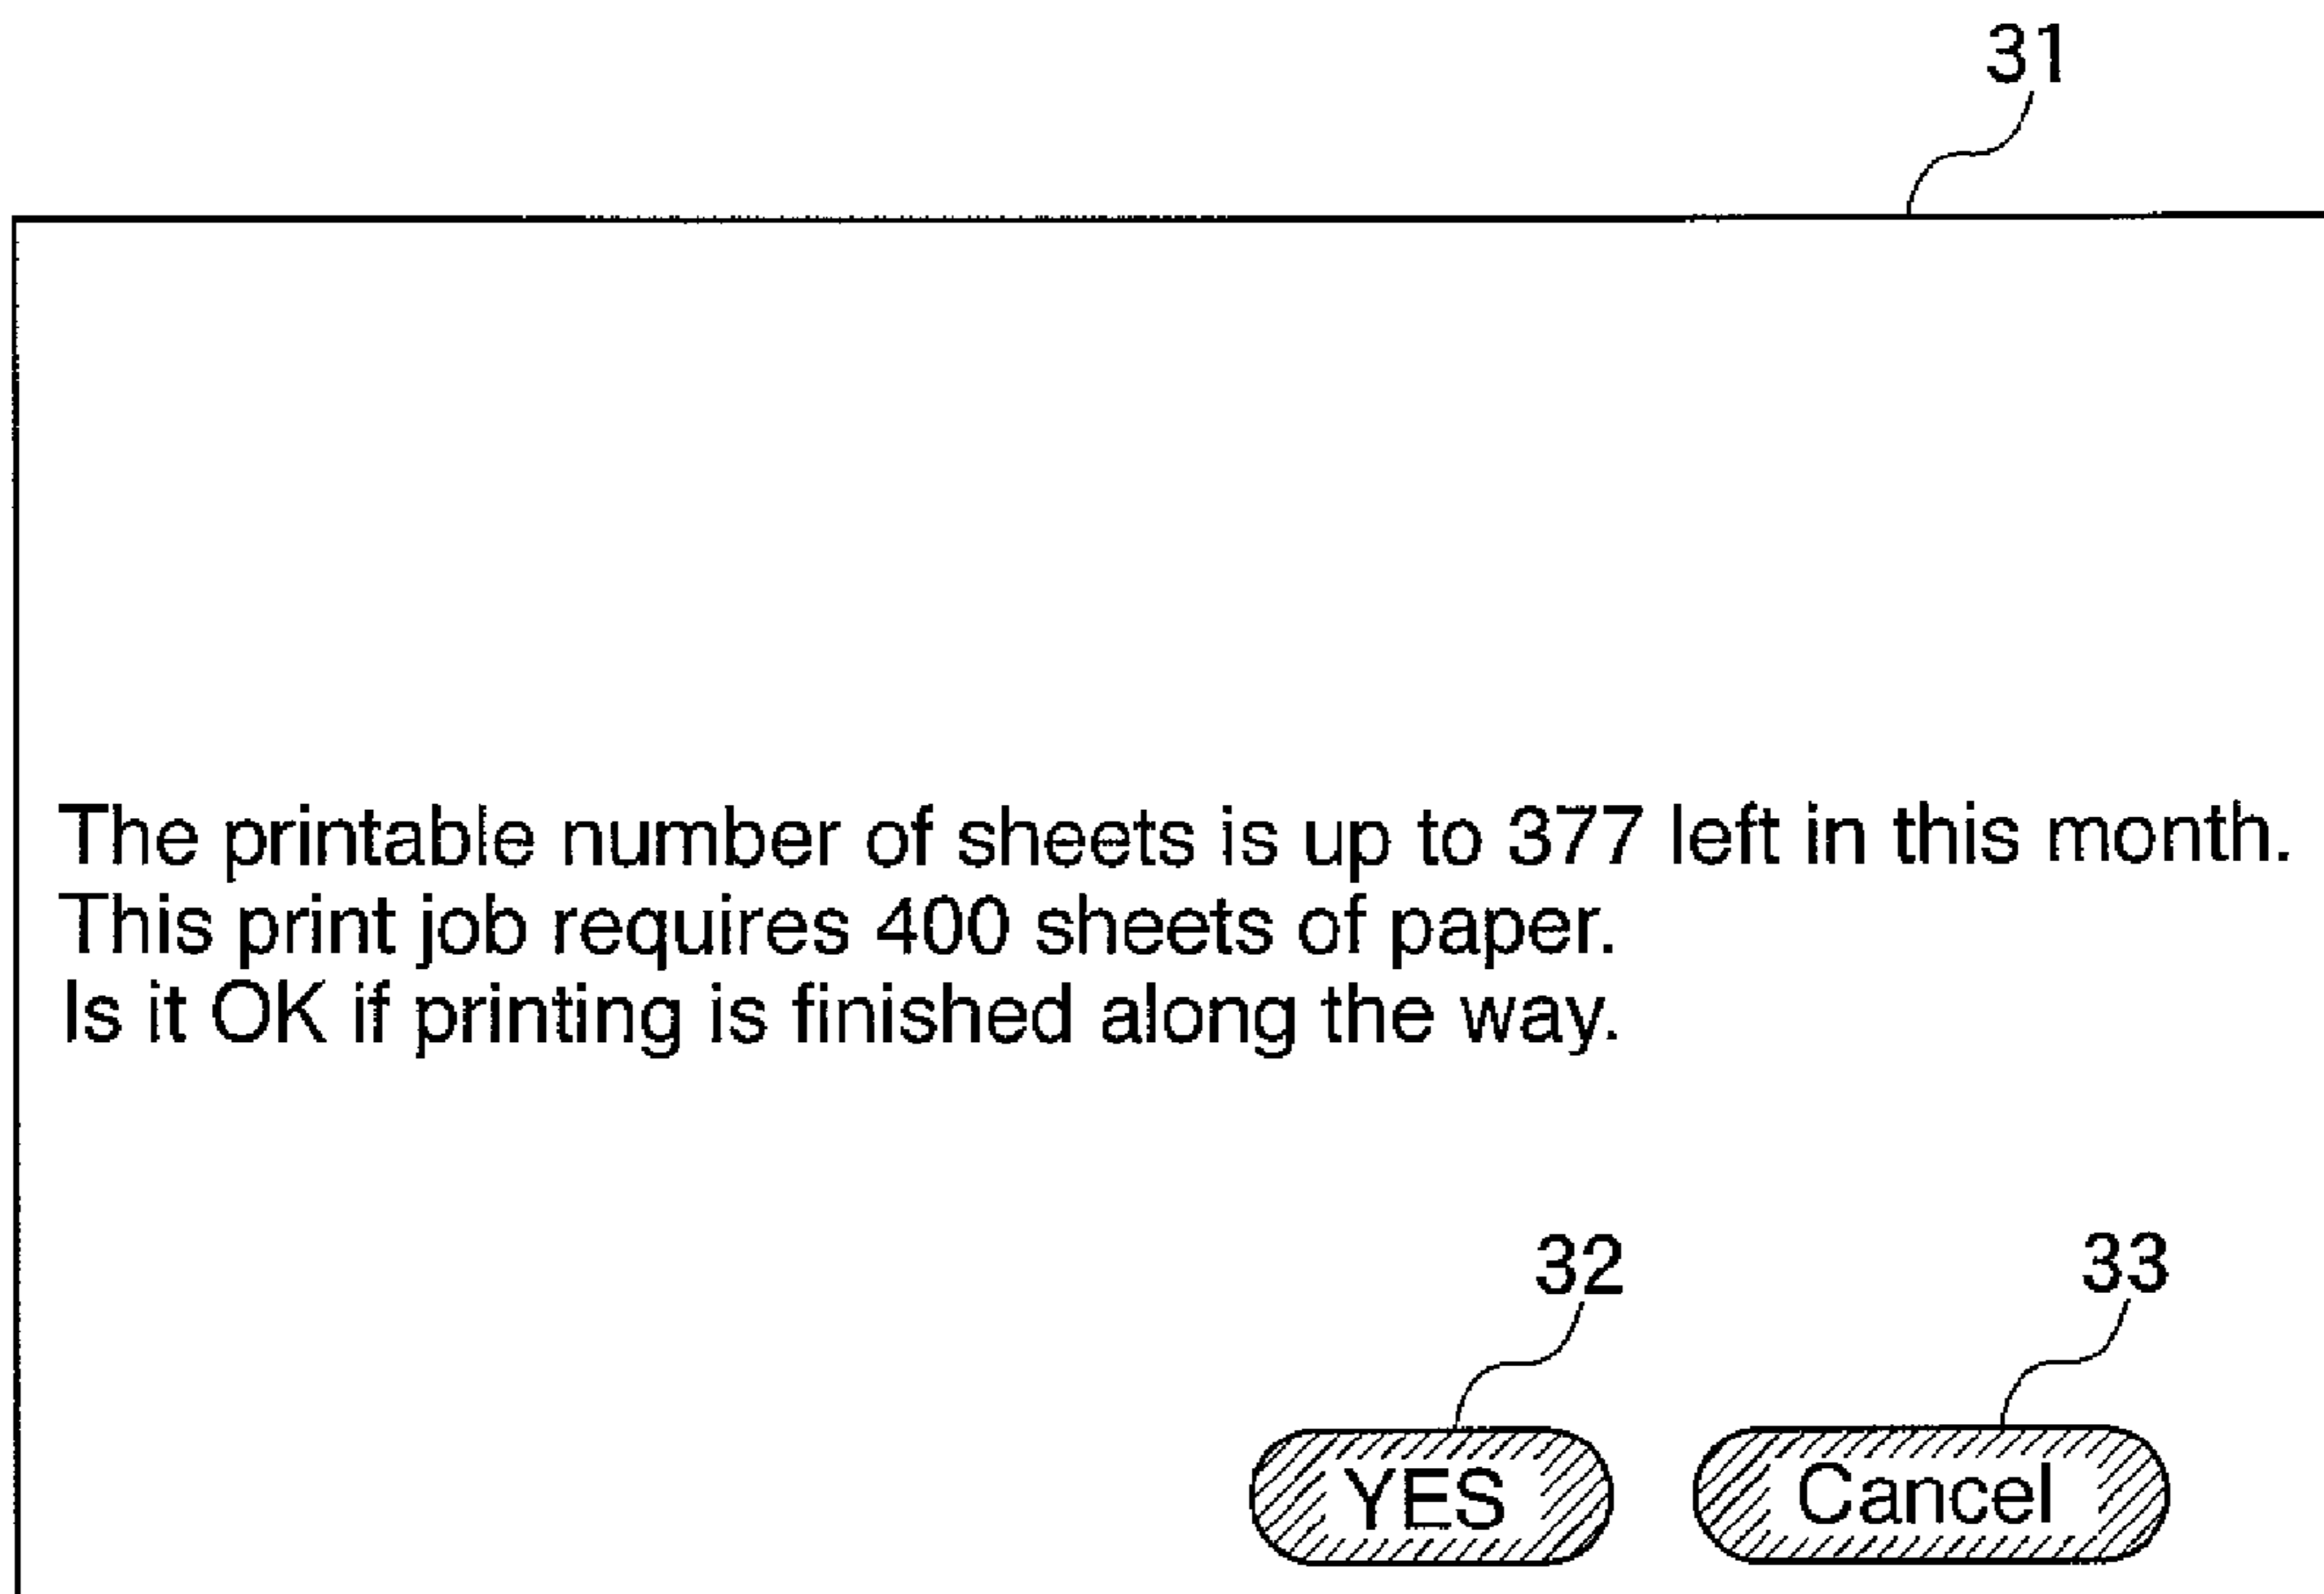 31
The printable number of sheets is up to 377 left in this month.
This print job requires 400 sheets of paper.
Is it OK if printing is finished along the way.
32
33
YES
Cancel